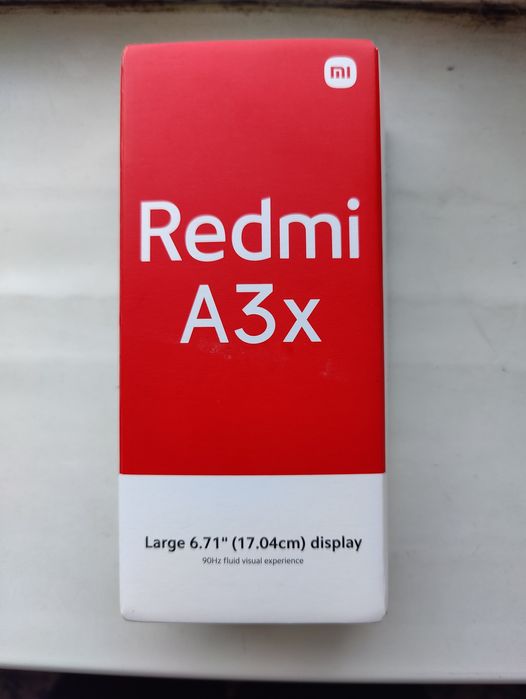 mi
Redmi
A3x
Large 6.71" (17.04cm) display
90Hz fluid visual experience